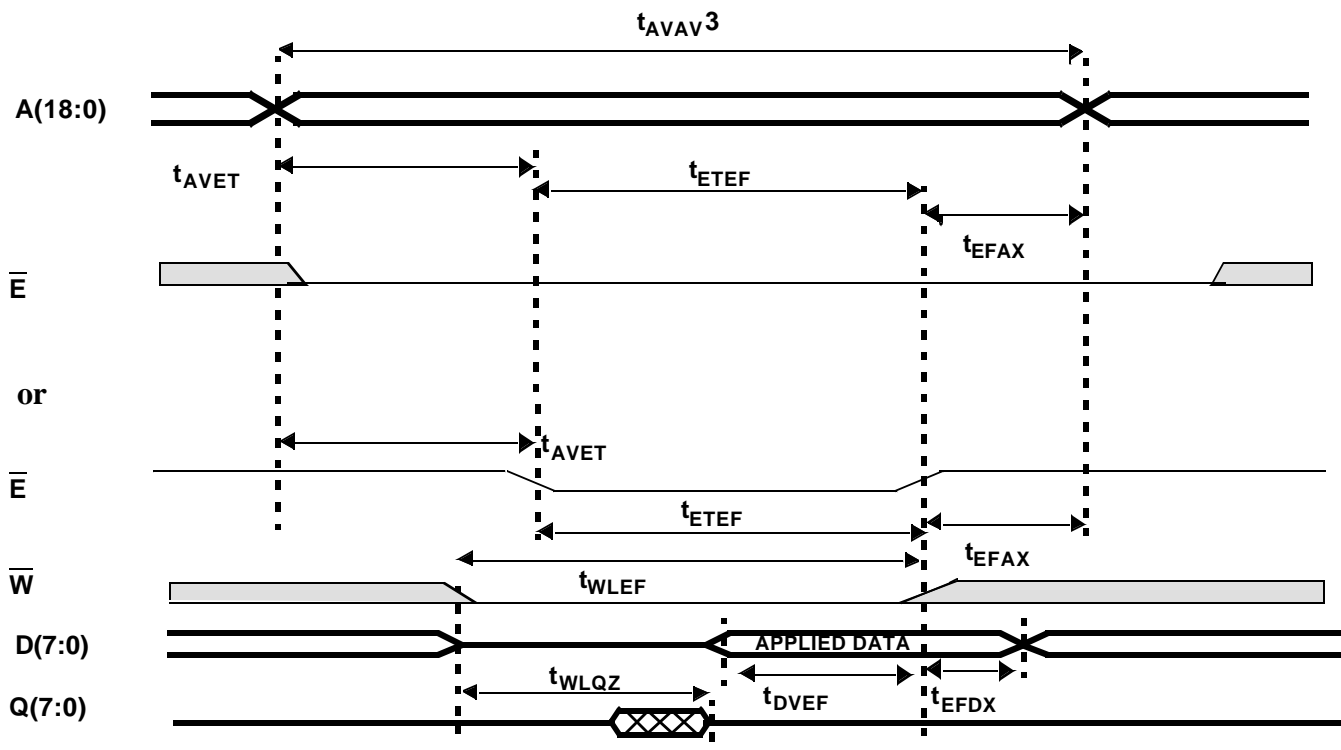 tAVAV3
A(18:0)
tAVET
tETEF
tEFAX
E
or
tAVET
E
tETEF
tEFAX
W
tWLEF
D(7:0)
APPLIED DATA
tWLQZ
tDVEF
tEFDX
Q(7:0)